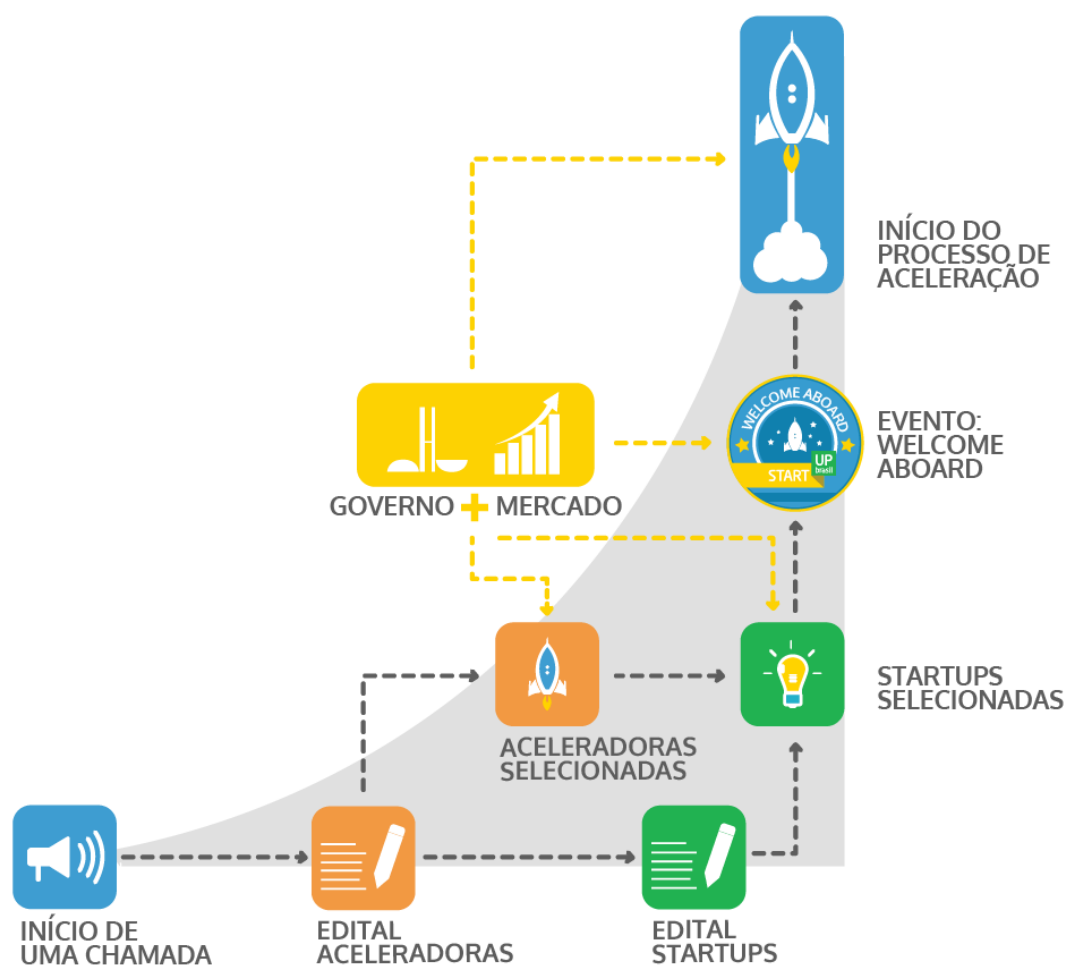 INÍCIO DO
PROCESSO DE
ACELERAÇÃO
WELCOME ABOARD
START
UP
brasil
EVENTO:
WELCOME
ABOARD
GOVERNO + MERCADO
STARTUPS
SELECIONADAS
ACELERADORAS
SELECIONADAS
INÍCIO DE
UMA CHAMADA
EDITAL
ACELERADORAS
EDITAL
STARTUPS